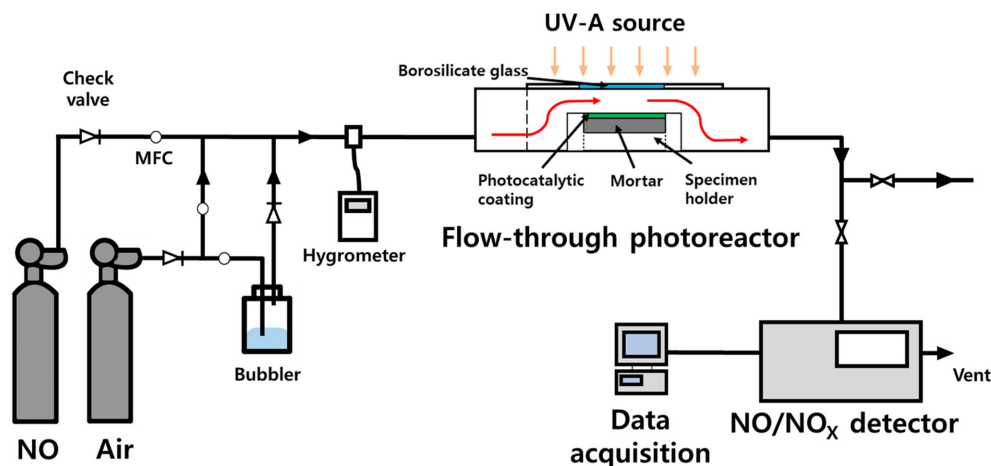 UV-A source
Borosilicate glass
Check
valve
MFC
Photocatalytic
coating
Mortar
Specimen
holder
Flow-through photoreactor
Hygrometer
Bubbler
Vent
NO
Air
Data
acquisition
NO/NOX detector